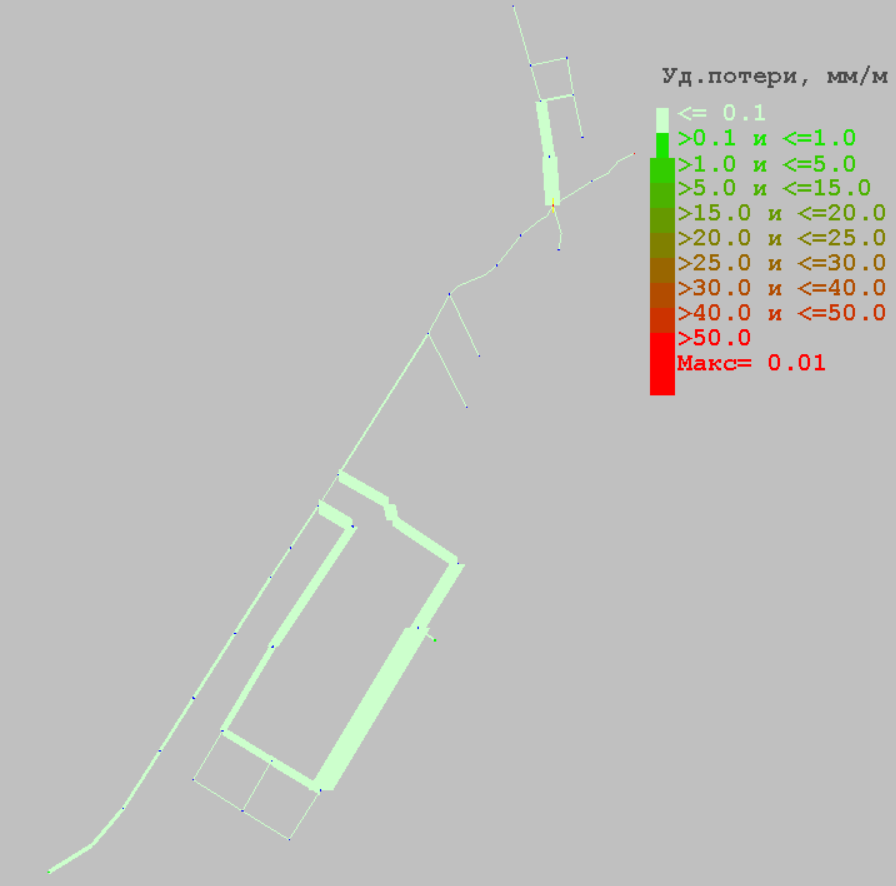 Уд.потери, мм/м
<= 0.1
>0.1 и <=1.0
>1.0 и <=5.0
>5.0 и <=15.0
>15.0 и <=20.0
>20.0 и <=25.0
>25.0 и <=30.0
>30.0 и <=40.0
>40.0 и <=50.0
>50.0
Макс= 0.01